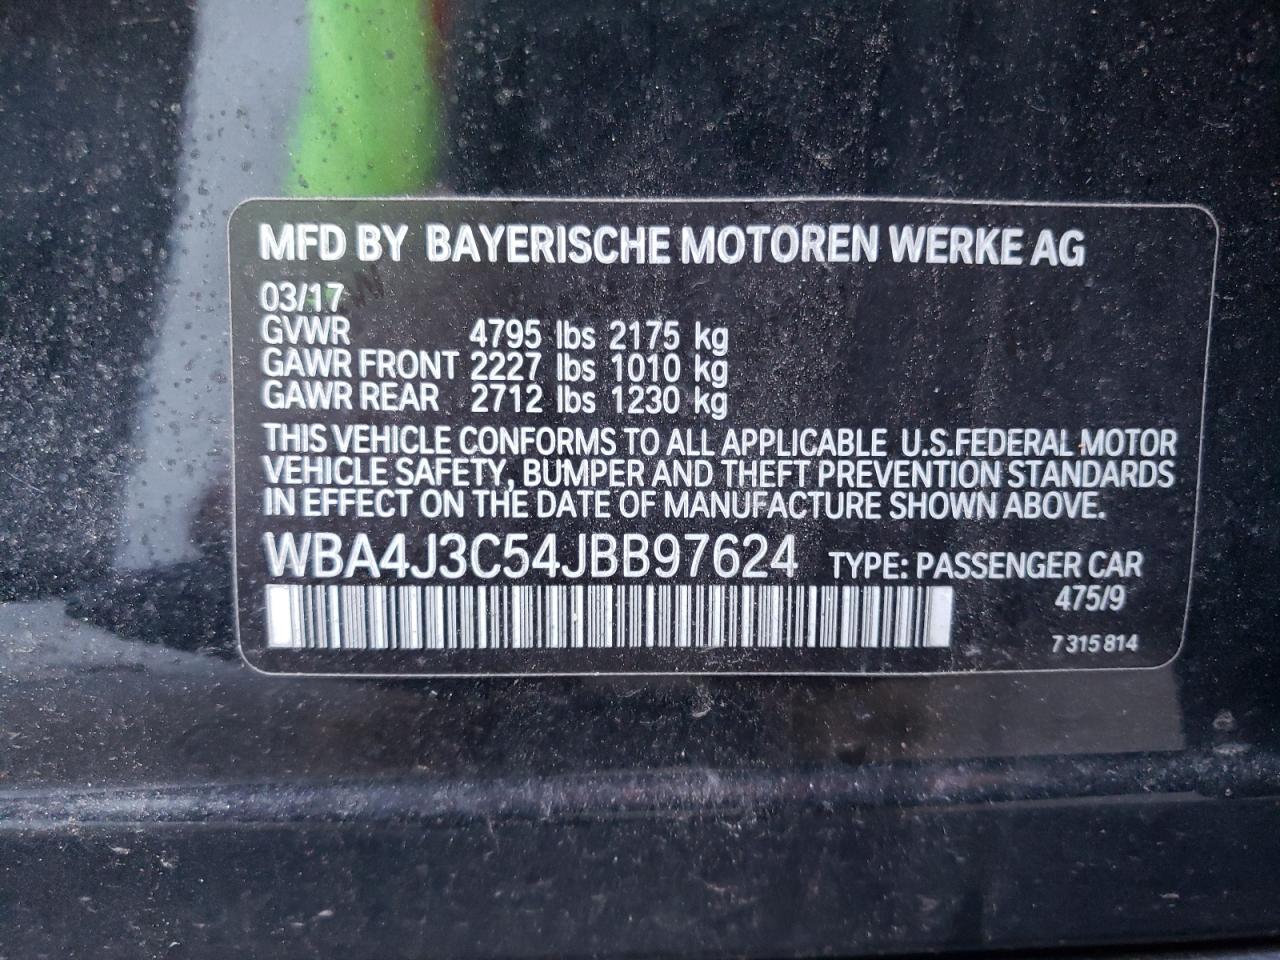 MFD BY BAYERISCHE MOTOREN WERKE AG
03/17
GVWR 4795 lbs 2175 kg
GAWR FRONT 2227 lbs 1010 kg
GAWR REAR 2712 lbs 1230 kg
THIS VEHICLE CONFORMS TO ALL APPLICABLE U.S.FEDERAL MOTOR
VEHICLE SAFETY, BUMPER AND THEFT PREVENTION STANDARDS
IN EFFECT ON THE DATE OF MANUFACTURE SHOWN ABOVE.
WBA4J3C54JBB97624 TYPE: PASSENGER CAR
475/9
7 315 814